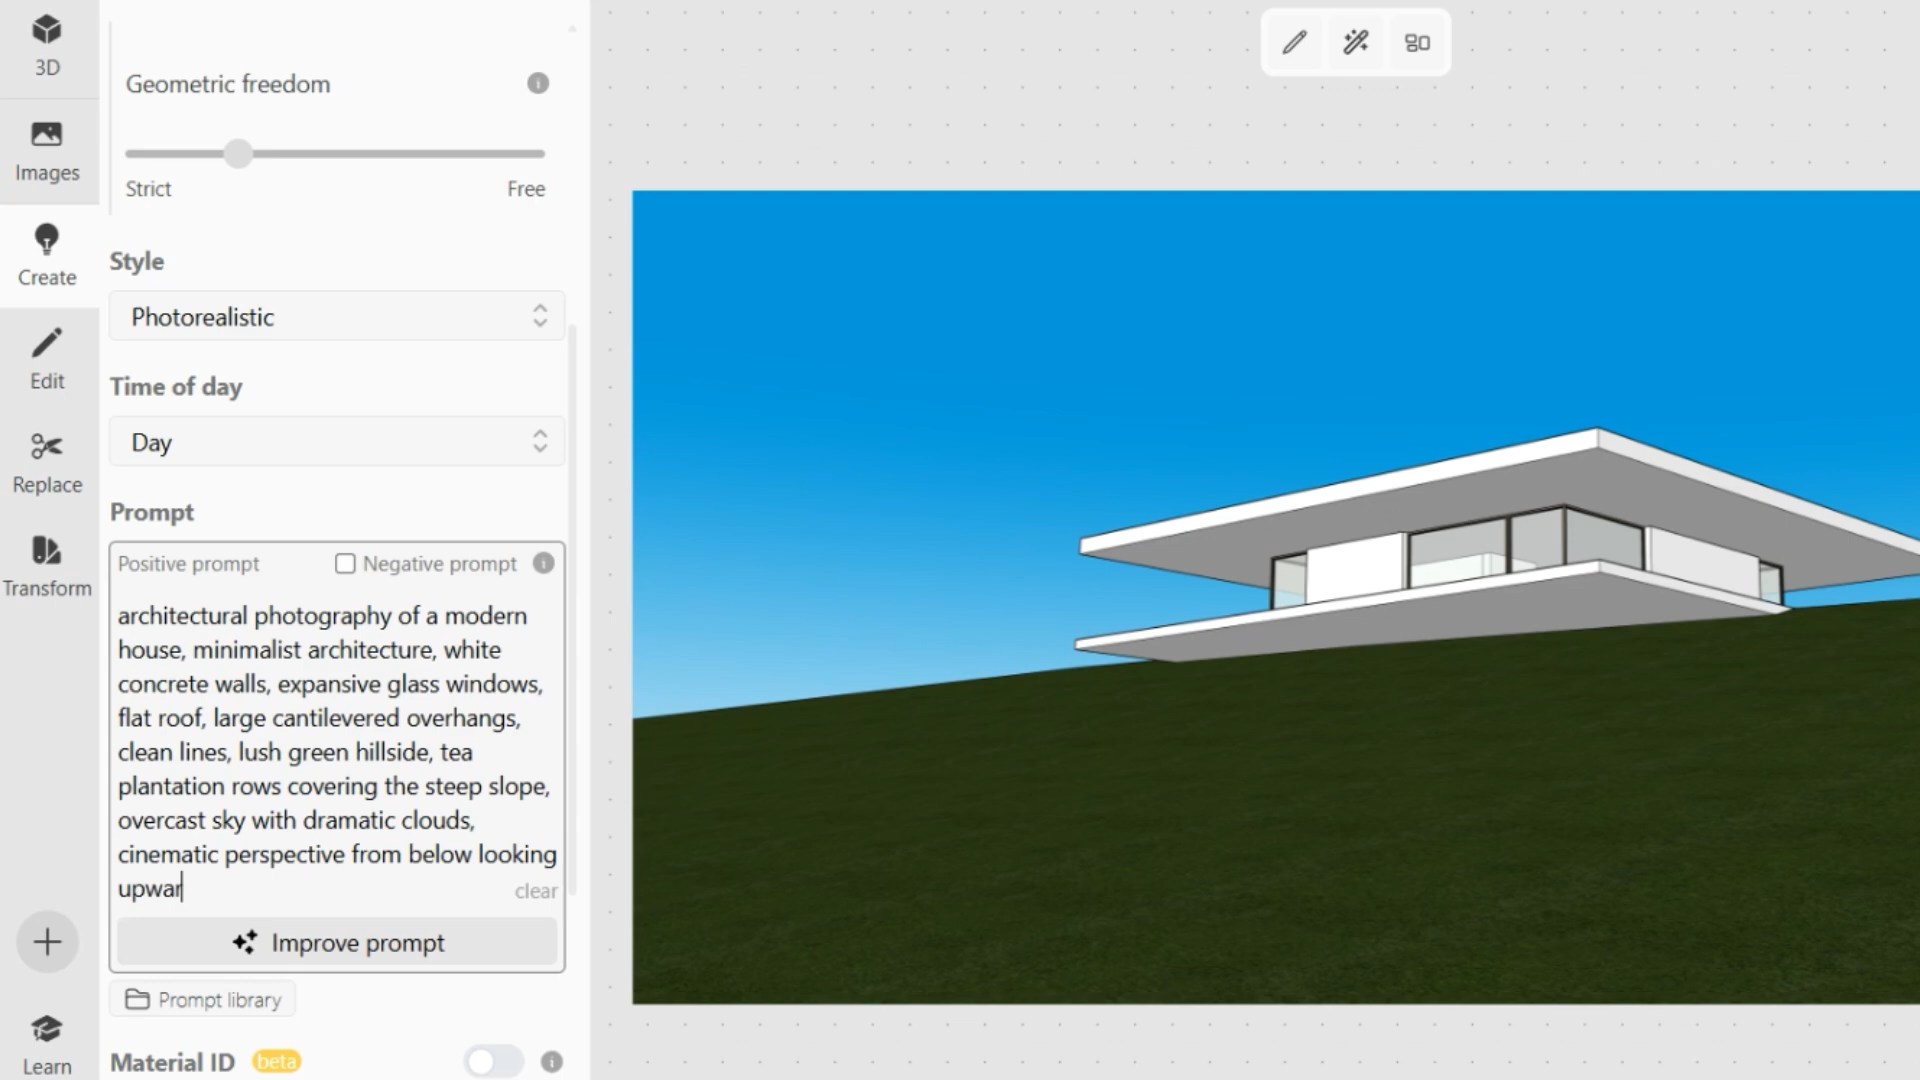 3D
Images
Create
Edit
Replace
Transform
Learn
Geometric freedom
Strict
Free
Style
Photorealistic
Time of day
Day
Prompt
Positive prompt
Negative prompt
architectural photography of a modern
house, minimalist architecture, white
concrete walls, expansive glass windows,
flat roof, large cantilevered overhangs,
clean lines, lush green hillside, tea
plantation rows covering the steep slope,
overcast sky with dramatic clouds,
cinematic perspective from below looking
upwar
clear
Improve prompt
Prompt library
Material ID beta